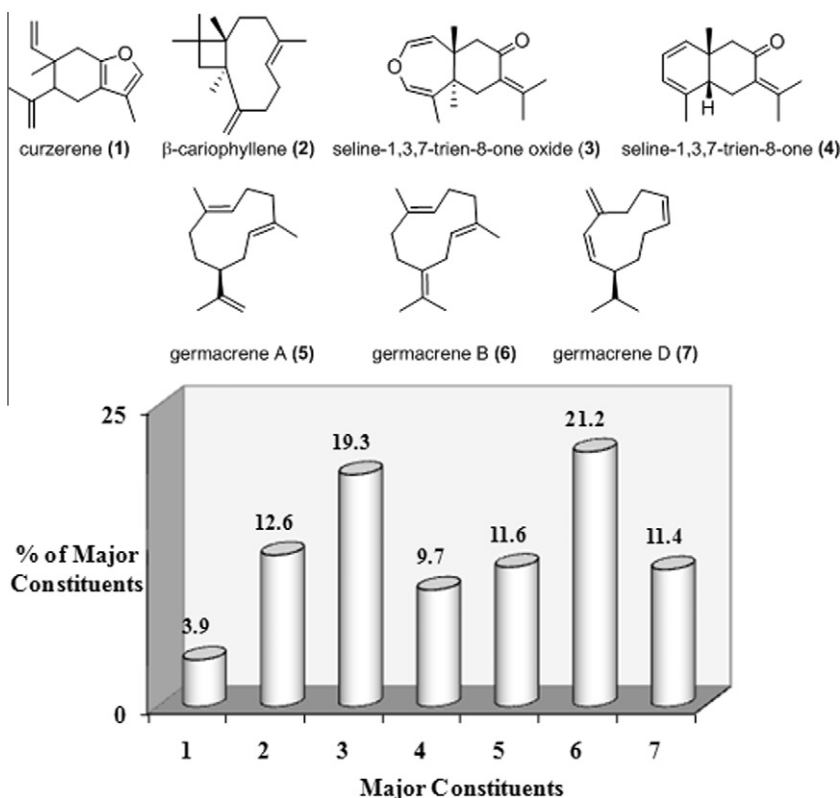 O
curzerene (1)
β-cariophyllene (2)
O
O
seline-1,3,7-trien-8-one oxide (3)
O
H
seline-1,3,7-trien-8-one (4)
germacrene A (5)
germacrene B (6)
germacrene D (7)
25
0
% of Major
Constituents
3.9
12.6
19.3
9.7
11.6
21.2
11.4
1 2 3 4 5 6 7
Major Constituents